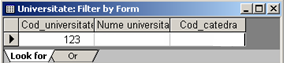 Universitate: Filter by Form
Cod_universitate Nume universita Cod_catedra
123
Look for Or